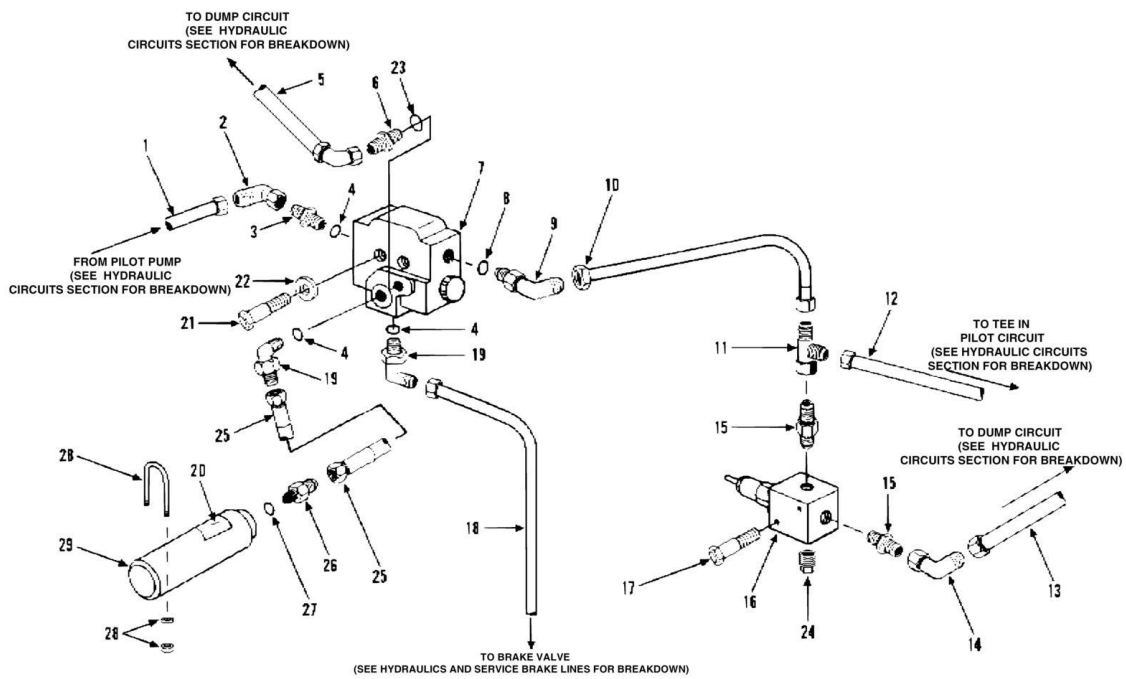 TO DUMP CIRCUIT
(SEE HYDRAULIC
CIRCUITS SECTION FOR BREAKDOWN)
5
6
23
1
2
4
3
7
8
9
10
FROM PILOT PUMP
(SEE HYDRAULIC
CIRCUITS SECTION FOR BREAKDOWN)
22
21
4
4
19
19
11
12
TO TEE IN
PILOT CIRCUIT
(SEE HYDRAULIC CIRCUITS
SECTION FOR BREAKDOWN)
25
15
TO DUMP CIRCUIT
(SEE HYDRAULIC
CIRCUITS SECTION FOR BREAKDOWN)
28
20
29
18
15
26
25
27
17
16
13
28
24
14
TO BRAKE VALVE
(SEE HYDRAULICS AND SERVICE BRAKE LINES FOR BREAKDOWN)